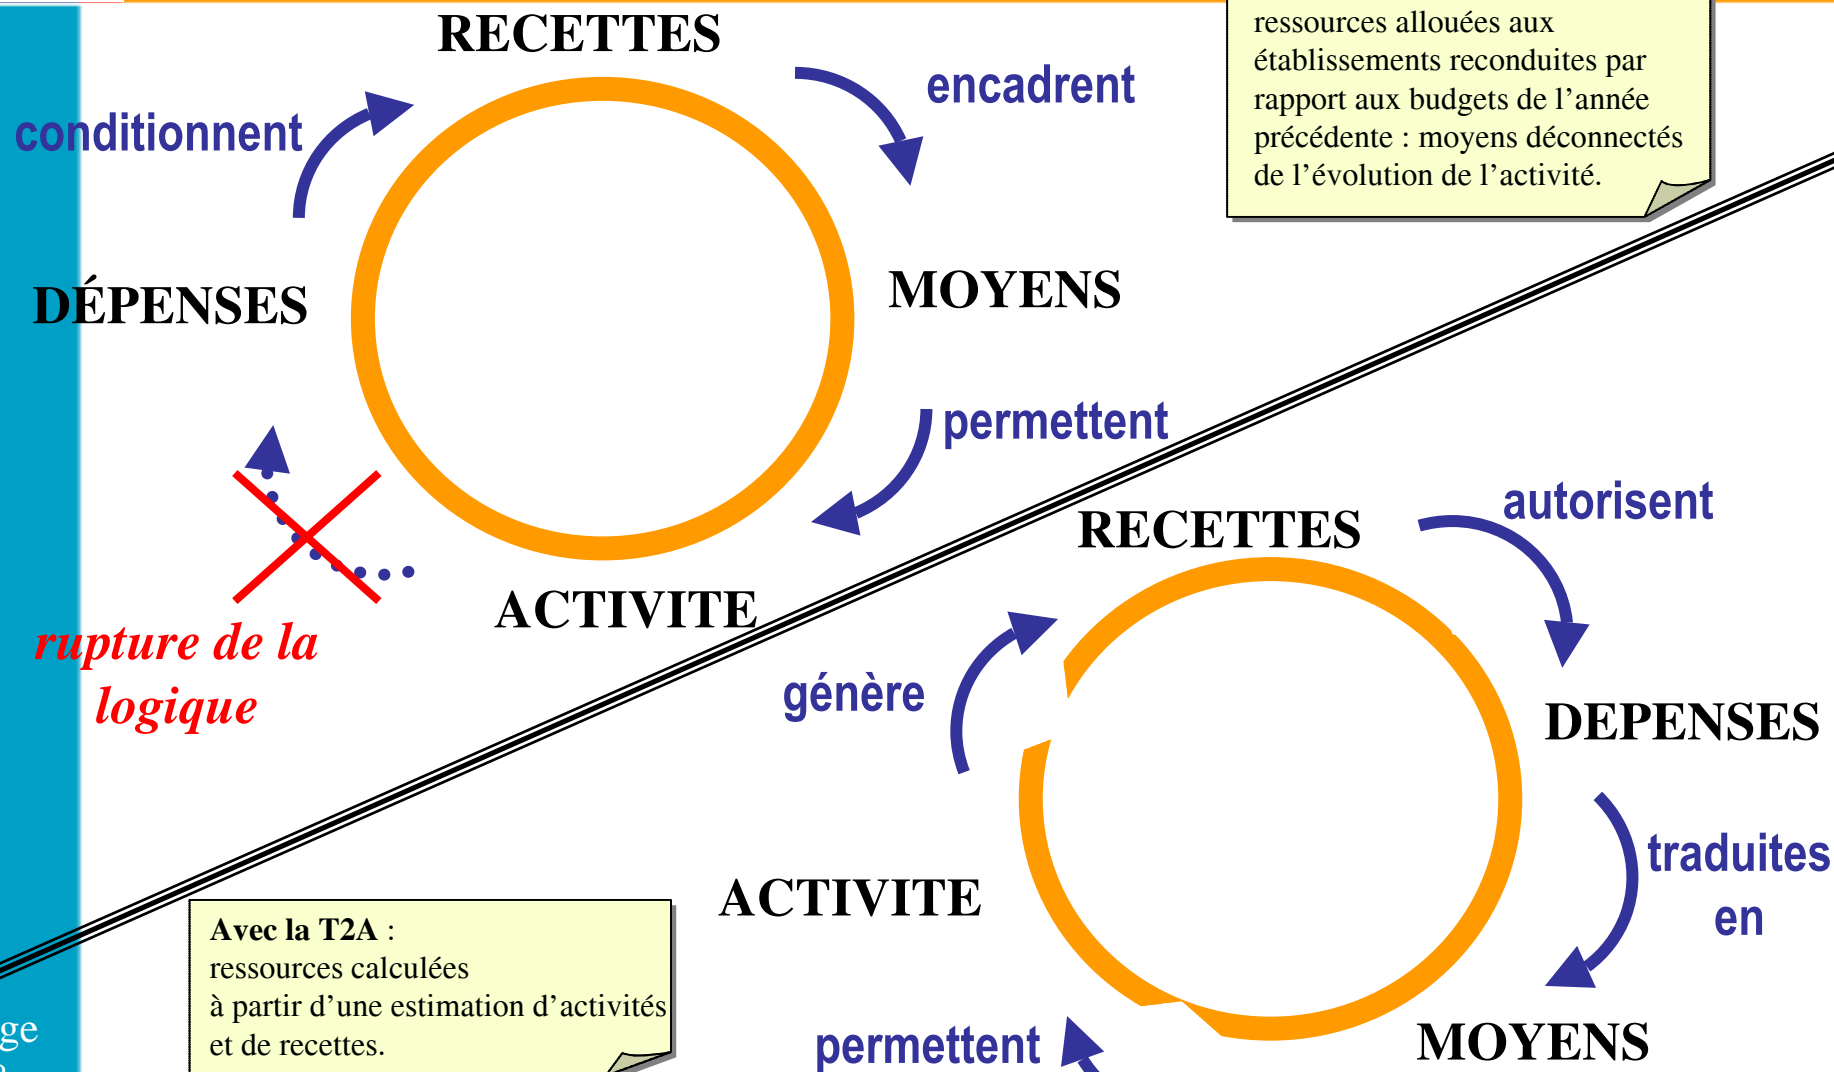 RECETTES
encadrent
conditionnent
DÉPENSES
MOYENS
permettent
ACTIVITE
rupture de la
logique
ressources allouées aux
établissements reconduites par
rapport aux budgets de l’année
précédente : moyens déconnectés
de l’évolution de l’activité.
RECETTES
autorisent
génère
DEPENSES
traduites
en
ACTIVITE
MOYENS
permettent
Avec la T2A :
ressources calculées
à partir d’une estimation d’activités
et de recettes.
ge